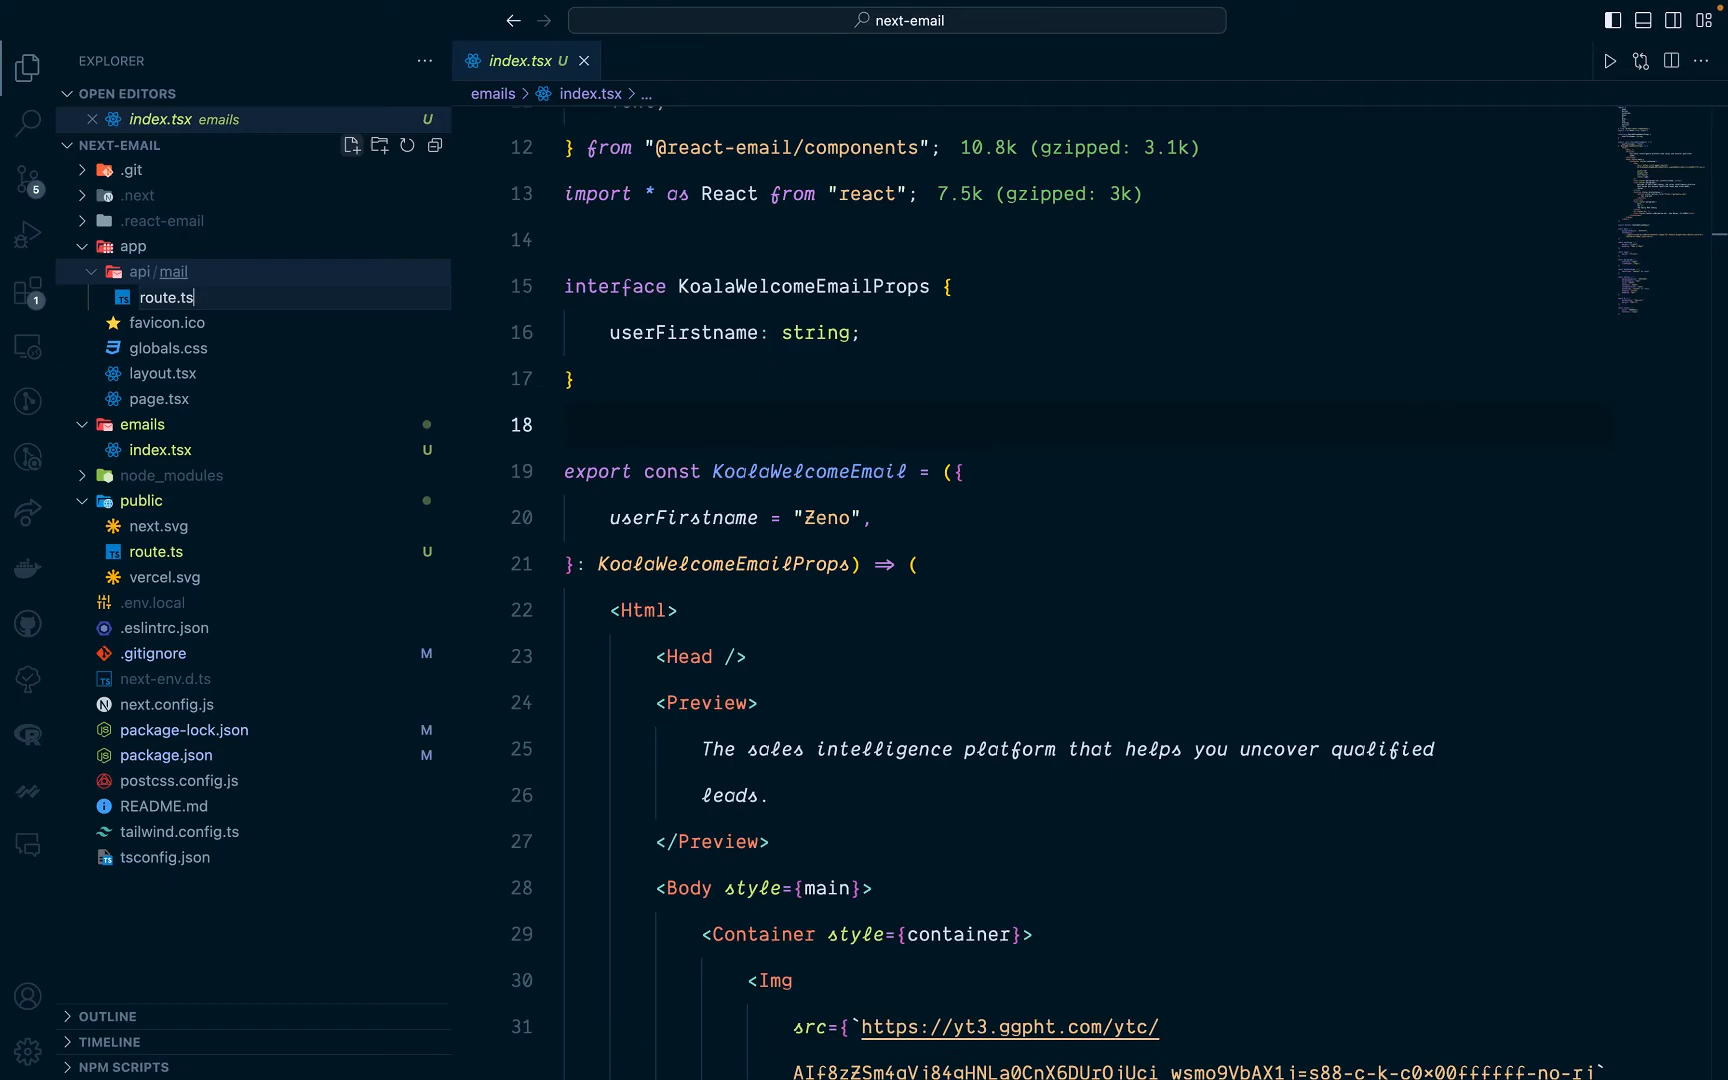 next-email
EXPLORER
OPEN EDITORS
index.tsx emails U
NEXT-EMAIL
.git
.next
.react-email
app
api/mail
route.ts
favicon.ico
globals.css
layout.tsx
page.tsx
emails
index.tsx U
node_modules
public
next.svg
route.ts U
vercel.svg
.env.local
.eslintrc.json
.gitignore M
next-env.d.ts
next.config.js
package-lock.json M
package.json M
postcss.config.js
README.md
tailwind.config.ts
tsconfig.json
OUTLINE
TIMELINE
NPM SCRIPTS
5
1
index.tsx U
emails > index.tsx > ...
12 } from "@react-email/components"; 10.8k (gzipped: 3.1k)
13 import * as React from "react"; 7.5k (gzipped: 3k)
14
15 interface KoalaWelcomeEmailProps {
16 userFirstname: string;
17 }
18
19 export const KoalaWelcomeEmail = ({
20 userFirstname = "Zeno",
21 }: KoalaWelcomeEmailProps) => (
22 <Html>
23 <Head />
24 <Preview>
25 The sales intelligence platform that helps you uncover qualified
26 leads.
27 </Preview>
28 <Body style={main}>
29 <Container style={container}>
30 <Img
31 src={`https://yt3.ggpht.com/ytc/